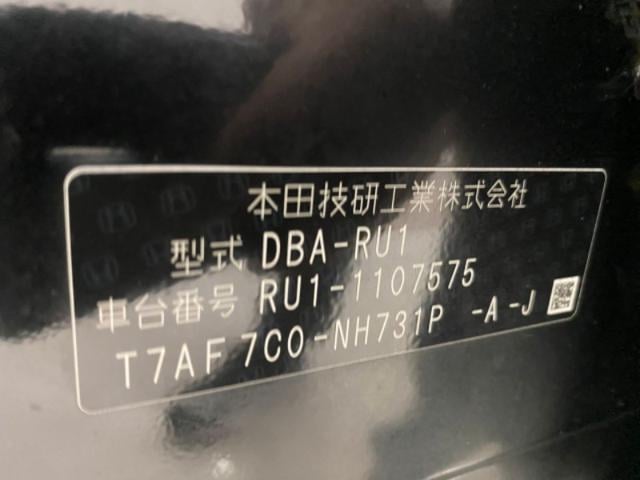 本田技研工業株式会社
型式 DBA-RU1
車台番号 RU1-1107575
T7AF7C0-NH731P -A-J